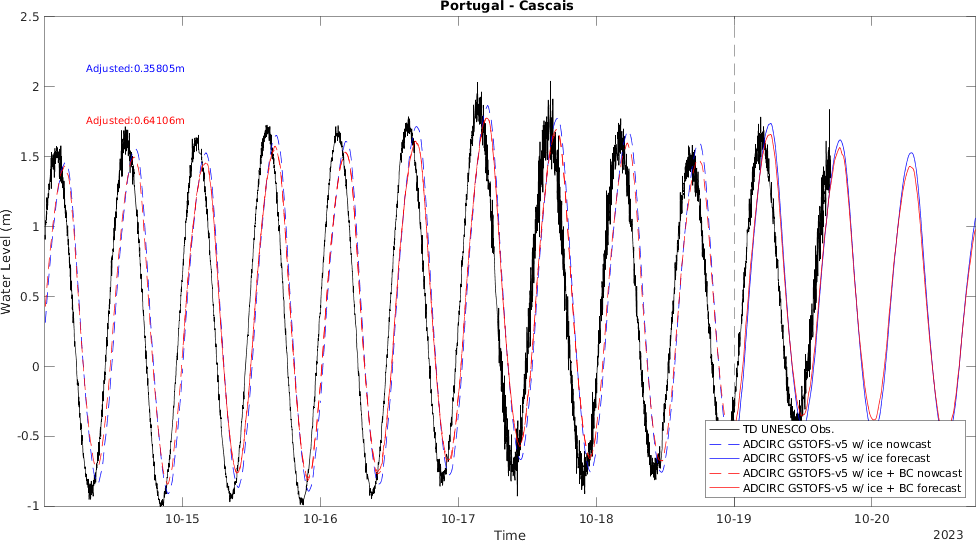 Portugal - Cascais
2.5
Adjusted:0.35805m
2
Adjusted:0.64106m
1.5
1
Water Level (m)
0.5
0
-0.5
-1
TD UNESCO Obs.
ADCIRC GSTOFS-v5 w/ ice nowcast
ADCIRC GSTOFS-v5 w/ ice forecast
ADCIRC GSTOFS-v5 w/ ice + BC nowcast
ADCIRC GSTOFS-v5 w/ ice + BC forecast
10-15 10-16 10-17 10-18 10-19 10-20
Time
2023